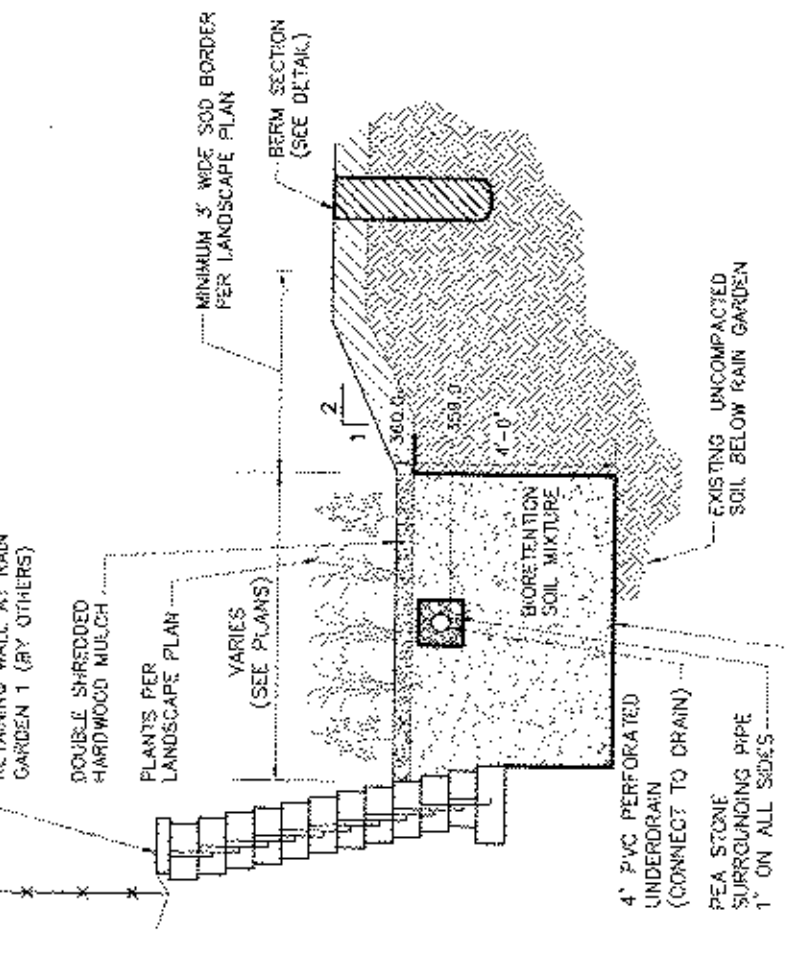 RETAINING WALL AT RAIN
GARDEN 1 (BY OTHERS)
DOUBLE SHREDDED
HARDWOOD MULCH
PLANTS PER
LANDSCAPE PLAN
VARIES
(SEE PLANS)
MINIMUM 3' WIDE SOD BORDER
PER LANDSCAPE PLAN
BERM SECTION
(SEE DETAIL)
2
1
360.0
359.0
4'-0"
BIORETENTION
SOIL MIXTURE
EXISTING UNCOMPACTED
SOIL BELOW RAIN GARDEN
4" PVC PERFORATED
UNDERDRAIN
(CONNECT TO DRAIN)
PEA STONE
SURROUNDING PIPE
1" ON ALL SIDES